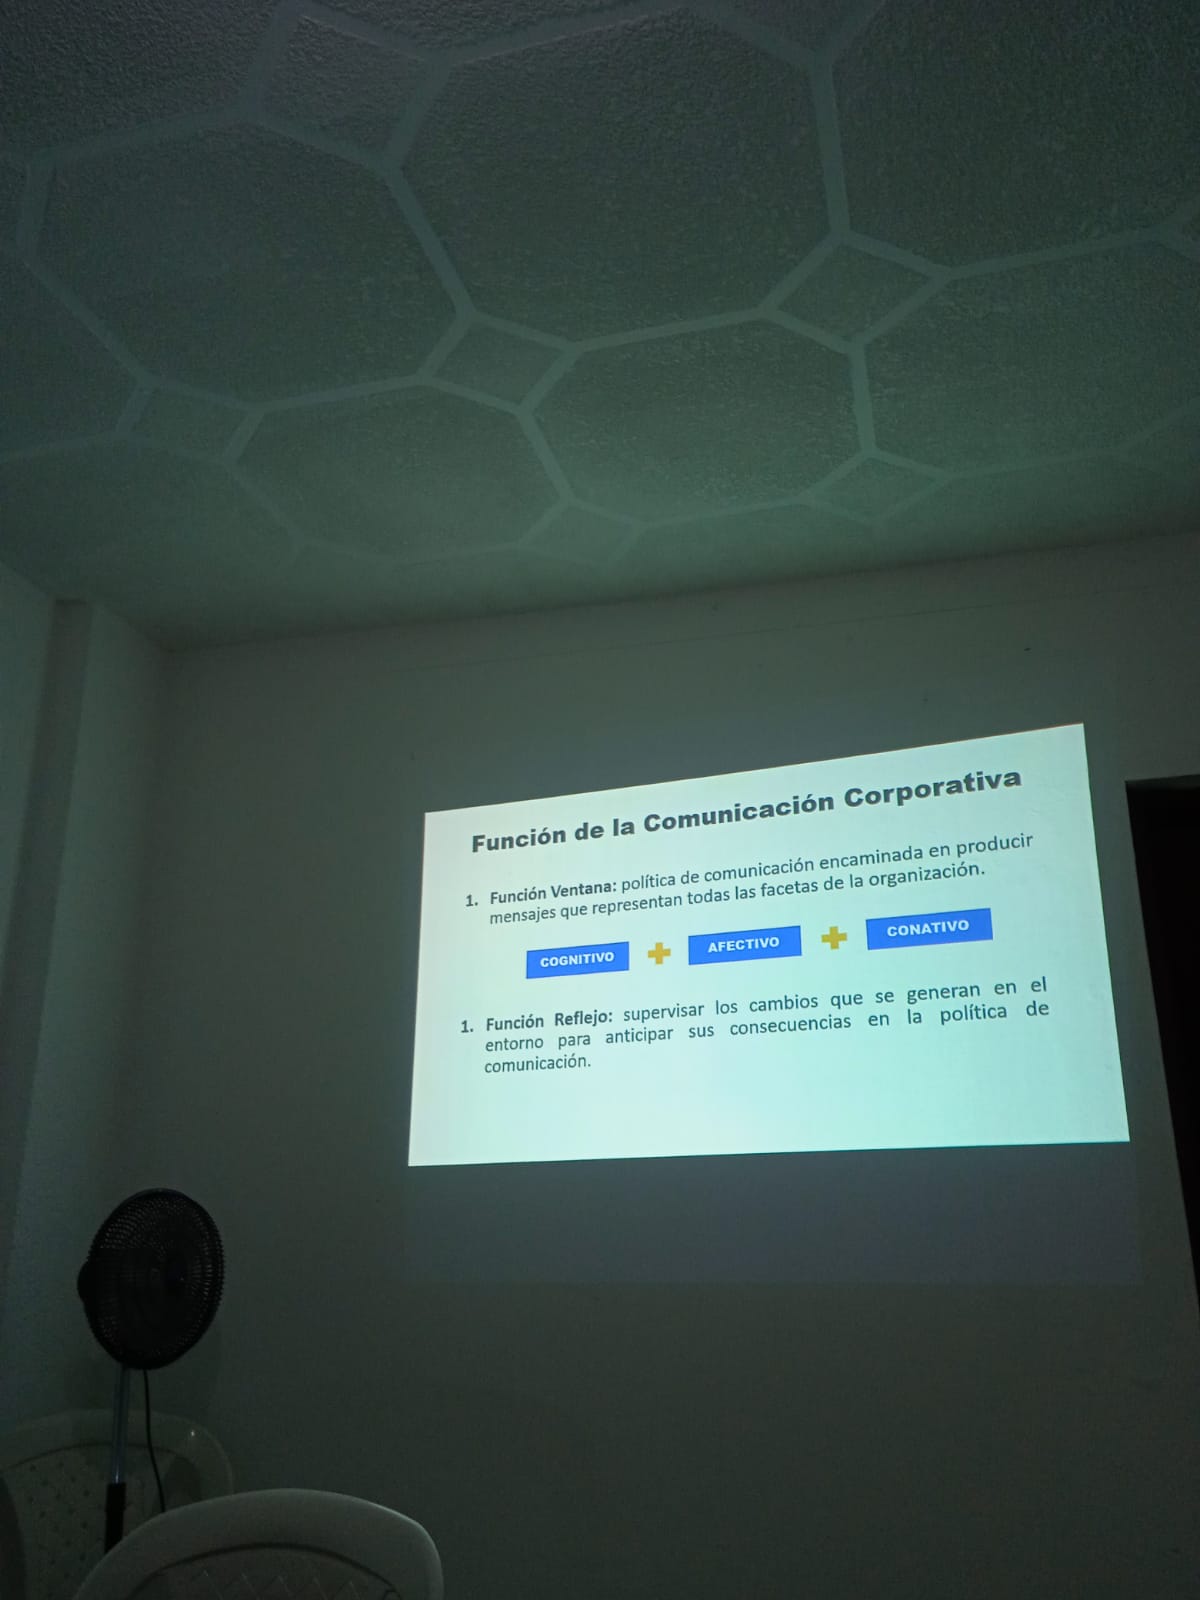 Función de la Comunicación Corporativa
1. Función Ventana: política de comunicación encaminada en producir
mensajes que representan todas las facetas de la organización.
COGNITIVO + AFECTIVO + CONATIVO
1. Función Reflejo: supervisar los cambios que se generan en el
entorno para anticipar sus consecuencias en la política de
comunicación.